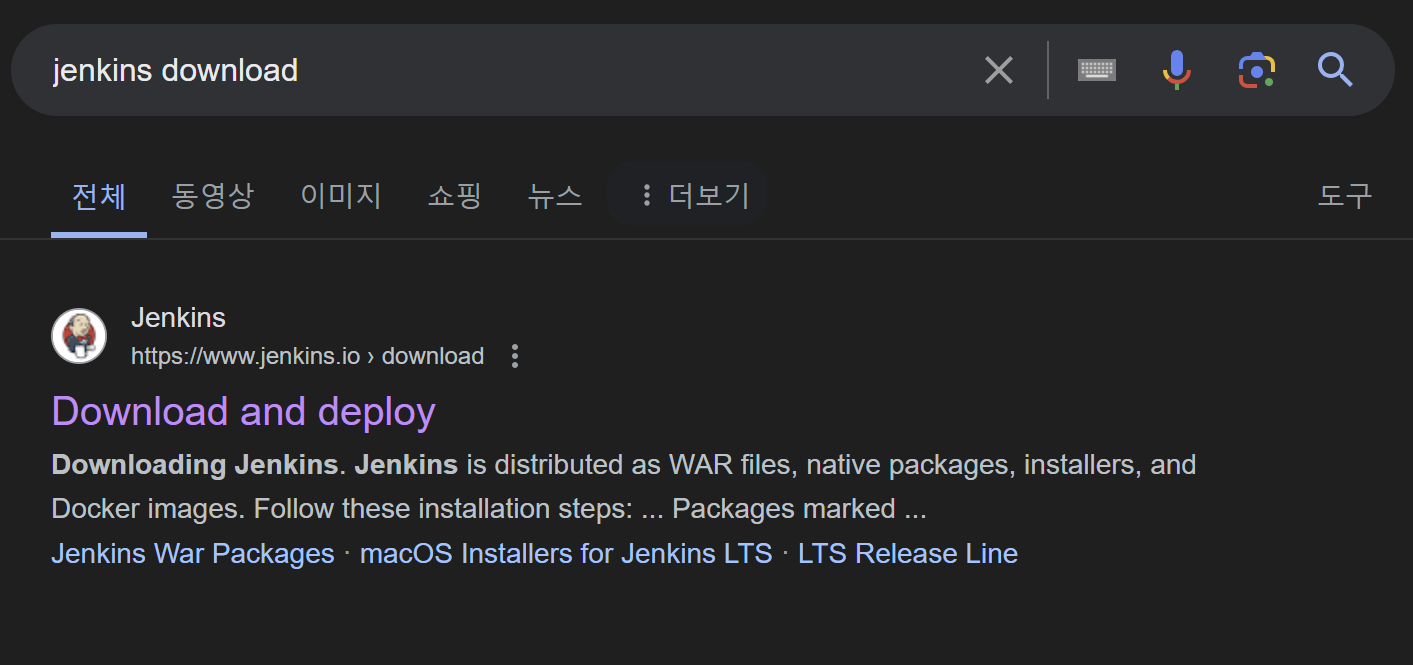 jenkins download
전체 동영상 이미지 쇼핑 뉴스 더보기 도구
Jenkins
https://www.jenkins.io › download
Download and deploy
Downloading Jenkins. Jenkins is distributed as WAR files, native packages, installers, and
Docker images. Follow these installation steps: ... Packages marked ...
Jenkins War Packages · macOS Installers for Jenkins LTS · LTS Release Line